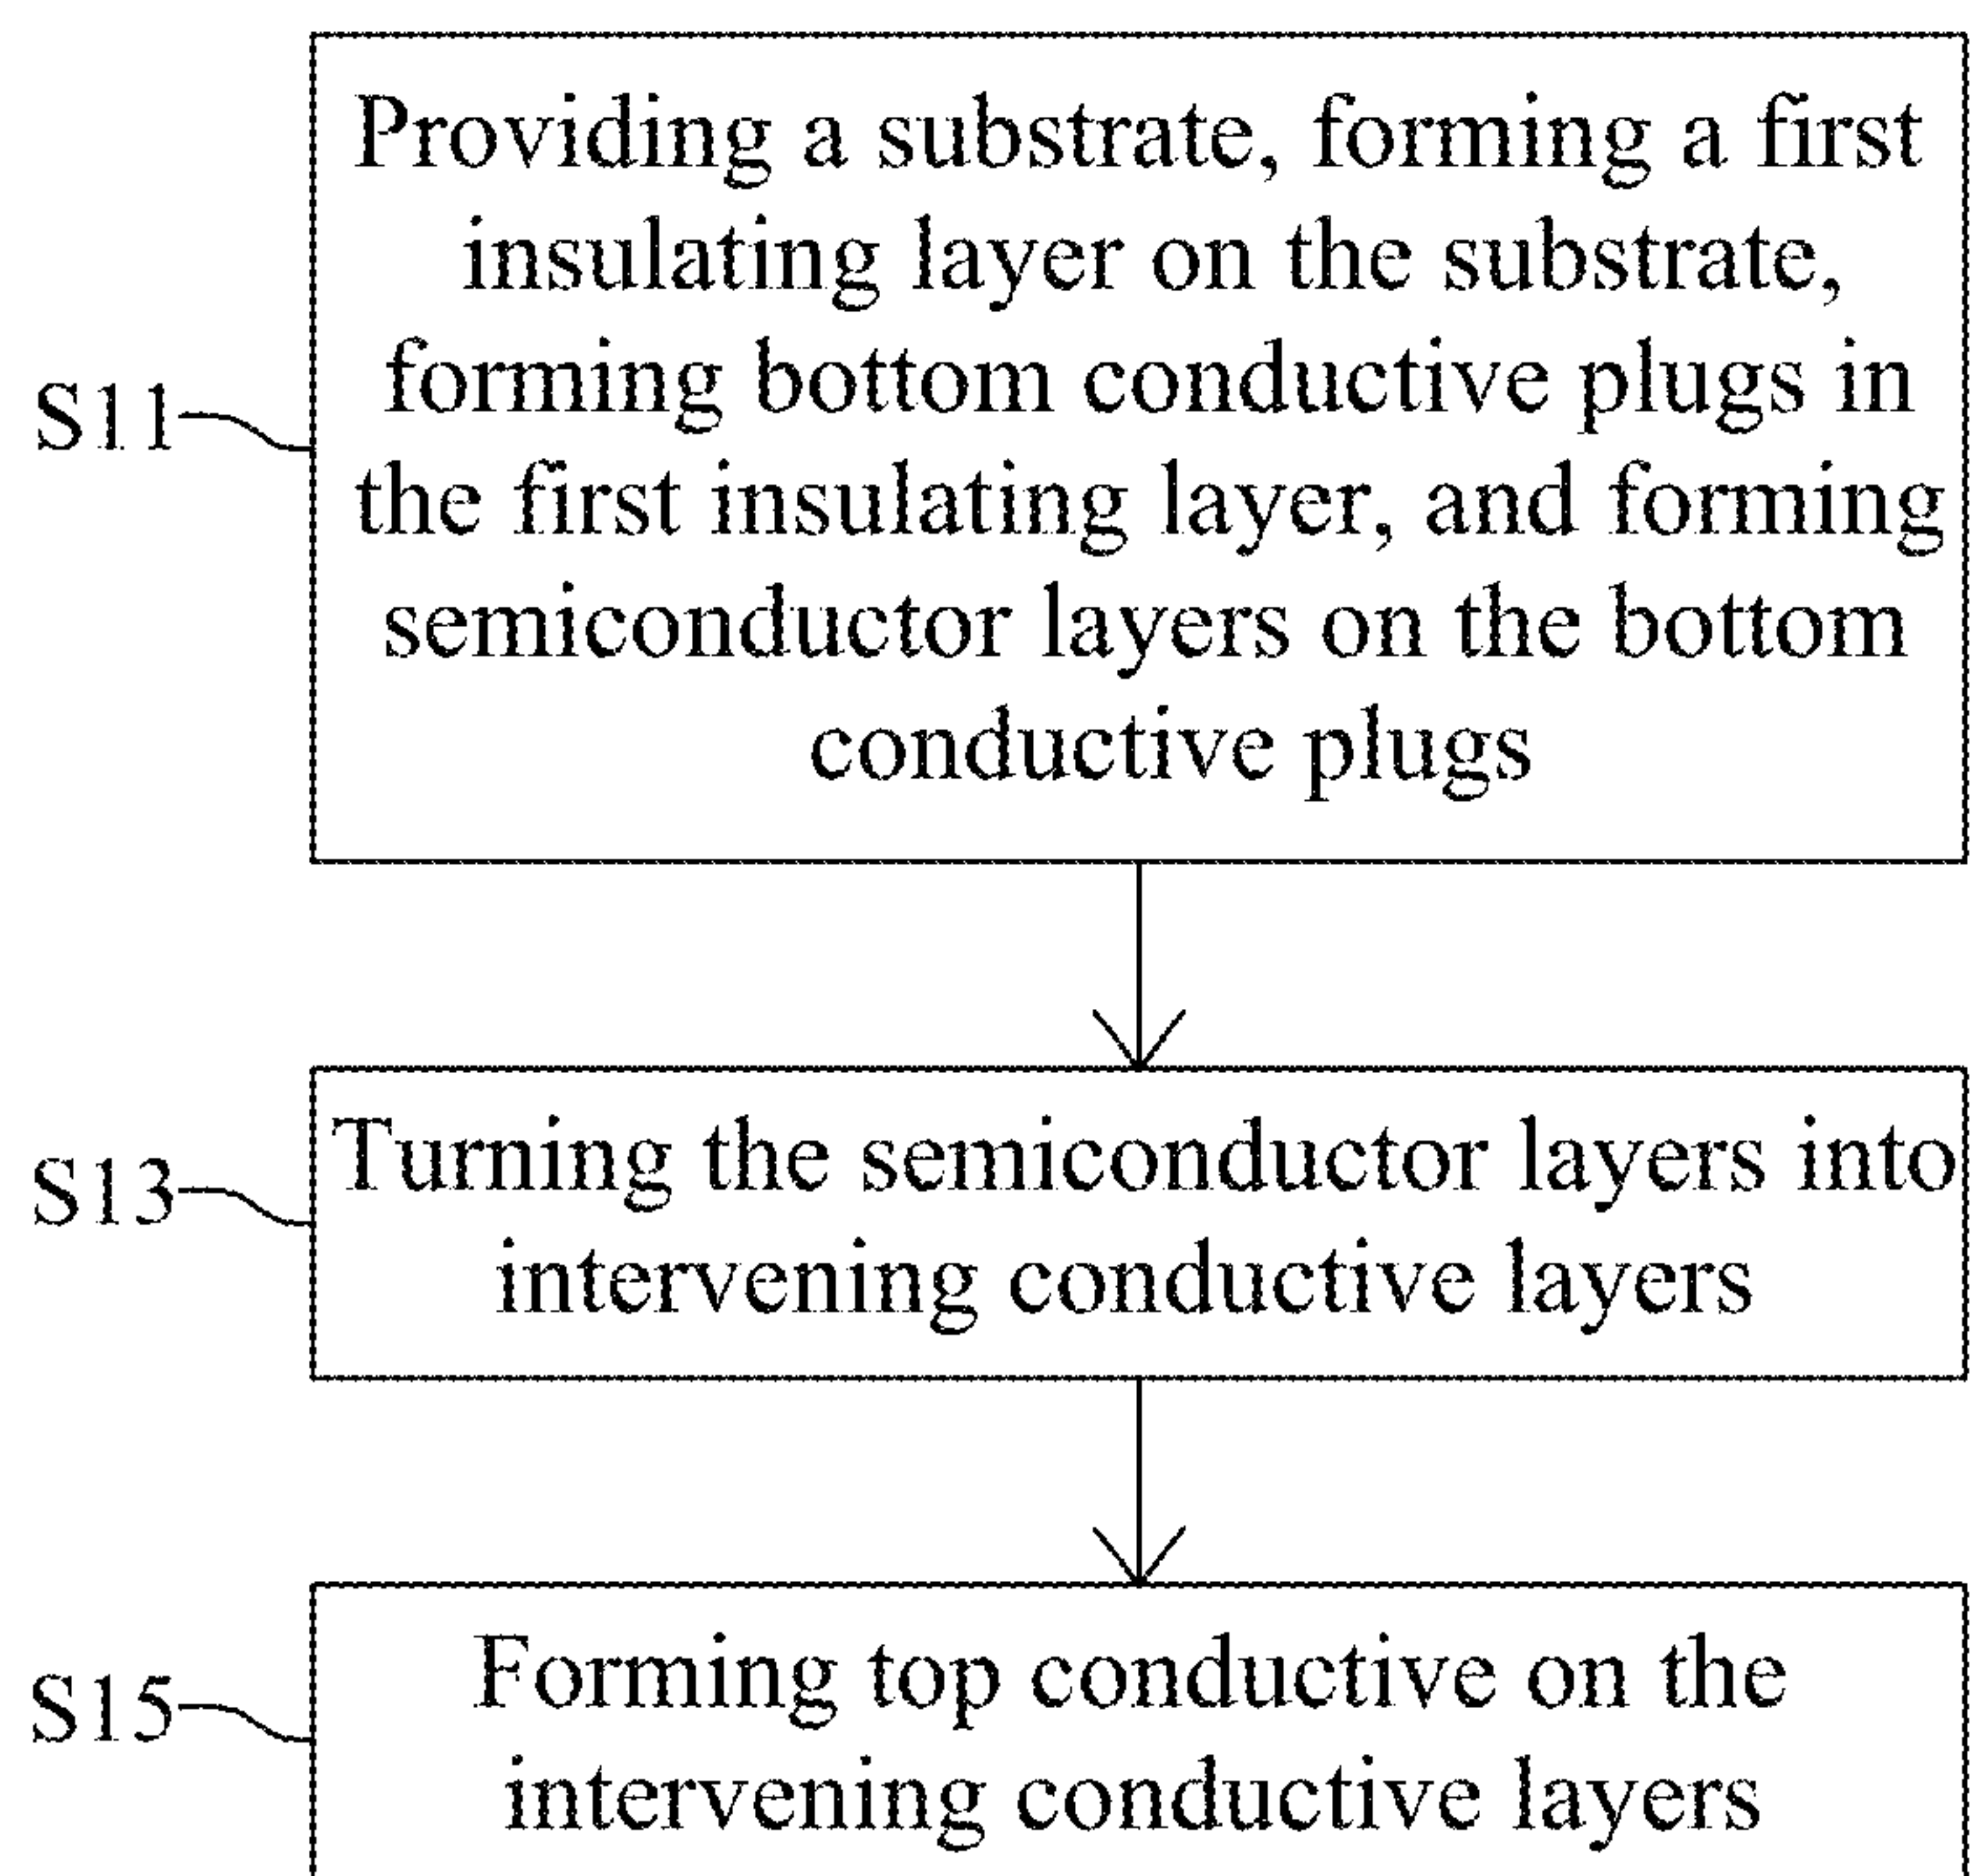 Providing a substrate, forming a first
insulating layer on the substrate,
forming bottom conductive plugs in
S11
the first insulating layer, and forming
semiconductor layers on the bottom
conductive plugs
Turning the semiconductor layers into
S13
intervening conductive layers
Forming top conductive on the
S15
intervening conductive layers